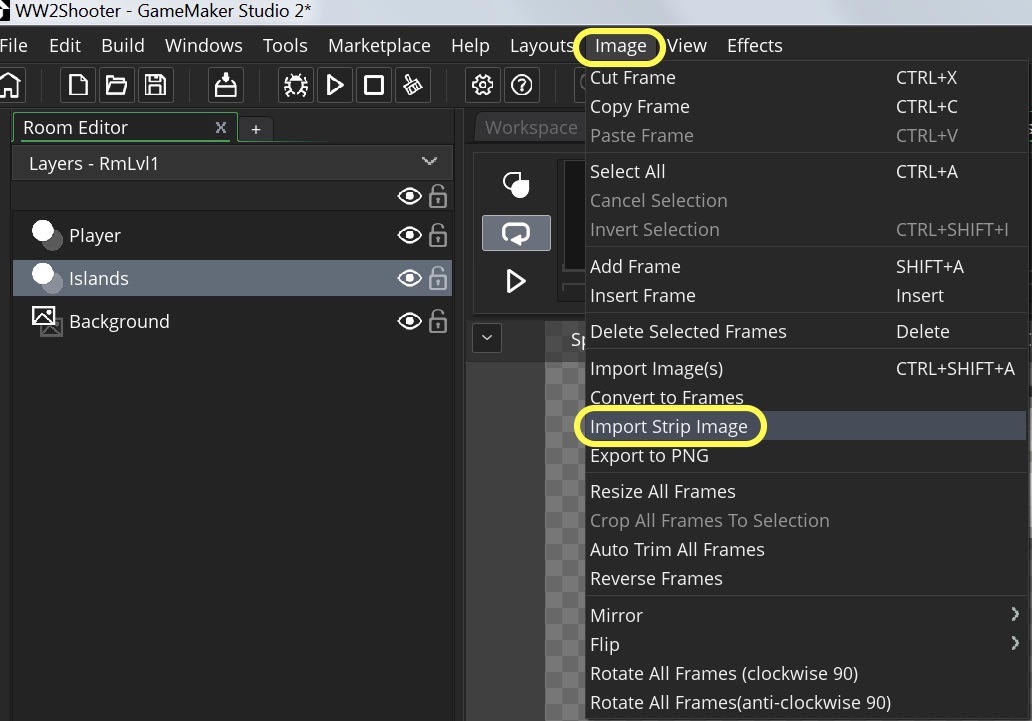 WW2Shooter - GameMaker Studio 2*
File Edit Build Windows Tools Marketplace Help Layouts Image View Effects
Room Editor X +
Workspace
Layers - RmLvl1
Player
Islands
Background
Cut Frame CTRL+X
Copy Frame CTRL+C
Paste Frame CTRL+V
Select All CTRL+A
Cancel Selection
Invert Selection CTRL+SHIFT+I
Add Frame SHIFT+A
Insert Frame Insert
Delete Selected Frames Delete
Import Image(s) CTRL+SHIFT+A
Convert to Frames
Import Strip Image
Export to PNG
Resize All Frames
Crop All Frames To Selection
Auto Trim All Frames
Reverse Frames
Mirror
Flip
Rotate All Frames (clockwise 90)
Rotate All Frames(anti-clockwise 90)